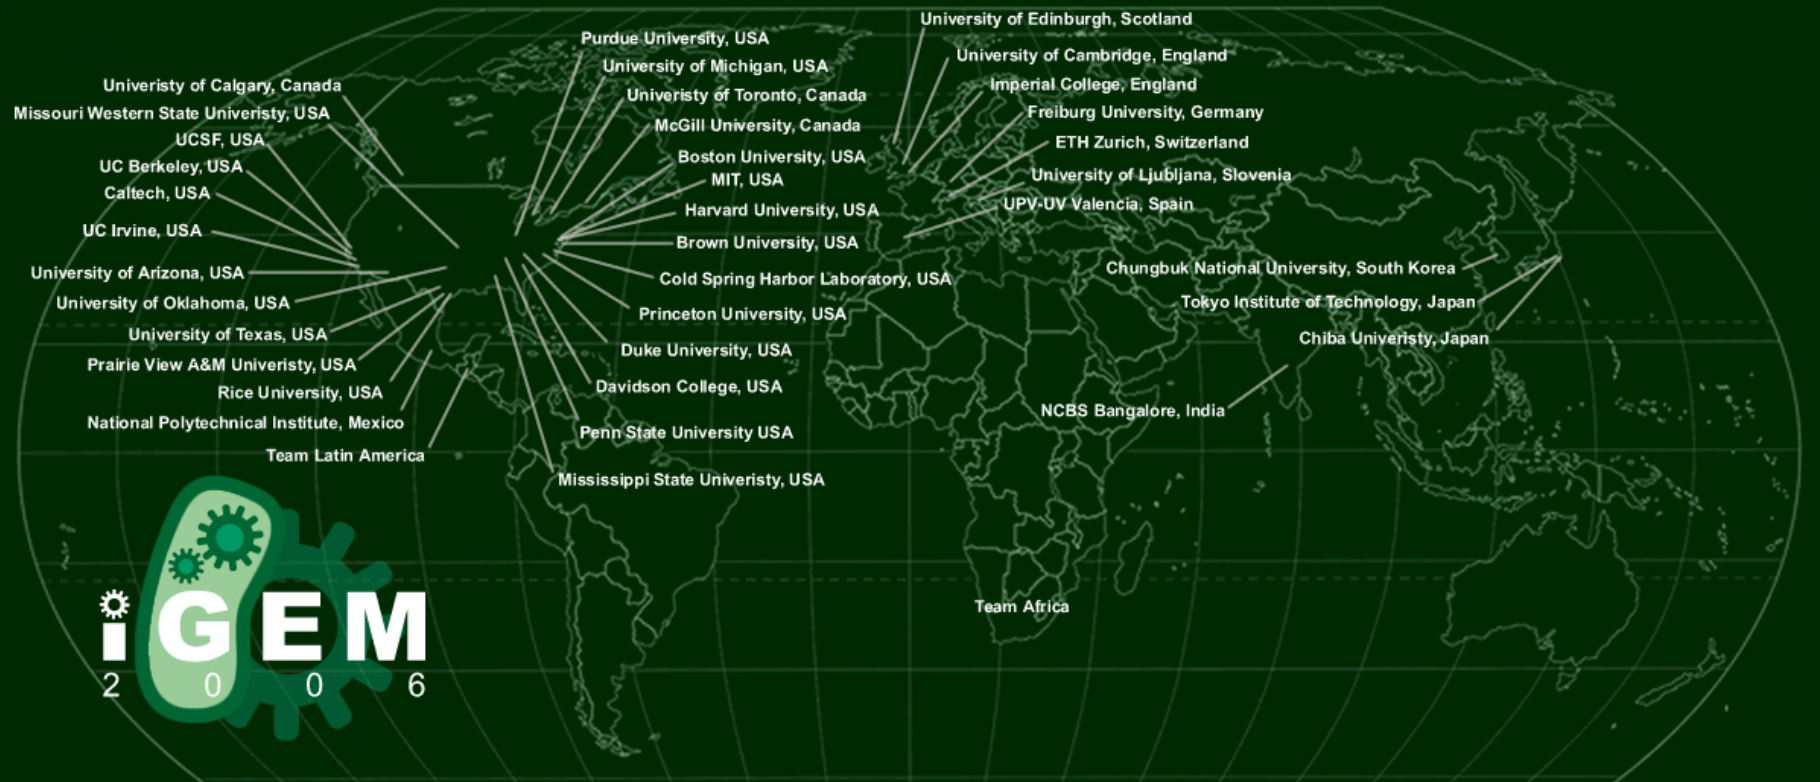 University of Edinburgh, Scotland
Purdue University, USA
University of Cambridge, England
University of Michigan, USA
Imperial College, England
Univeristy of Calgary, Canada
Univeristy of Toronto, Canada
Missouri Western State Univeristy, USA
Freiburg University, Germany
McGill University, Canada
UCSF, USA
ETH Zurich, Switzerland
Boston University, USA
UC Berkeley, USA
University of Ljubljana, Slovenia
MIT, USA
Caltech, USA
UPV-UV Valencia, Spain
Harvard University, USA
UC Irvine, USA
Brown University, USA
Chungbuk National University, South Korea
University of Arizona, USA
Cold Spring Harbor Laboratory, USA
University of Oklahoma, USA
Tokyo Institute of Technology, Japan
Princeton University, USA
University of Texas, USA
Chiba Univeristy, Japan
Duke University, USA
Prairie View A&M Univeristy, USA
Davidson College, USA
Rice University, USA
NCBS Bangalore, India
National Polytechnical Institute, Mexico
Penn State University USA
Team Latin America
Mississippi State Univeristy, USA
Team Africa
iGEM
2006